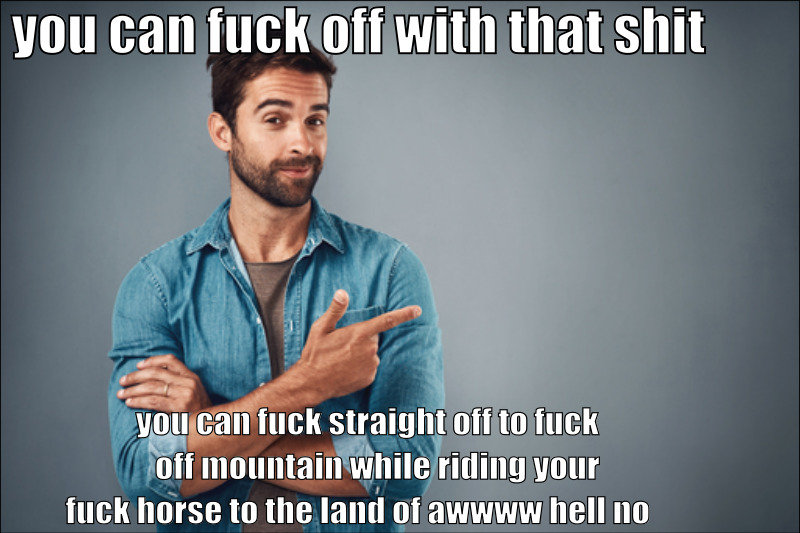 you can fuck off with that shit
you can fuck straight off to fuck
off mountain while riding your
fuck horse to the land of awwww hell no